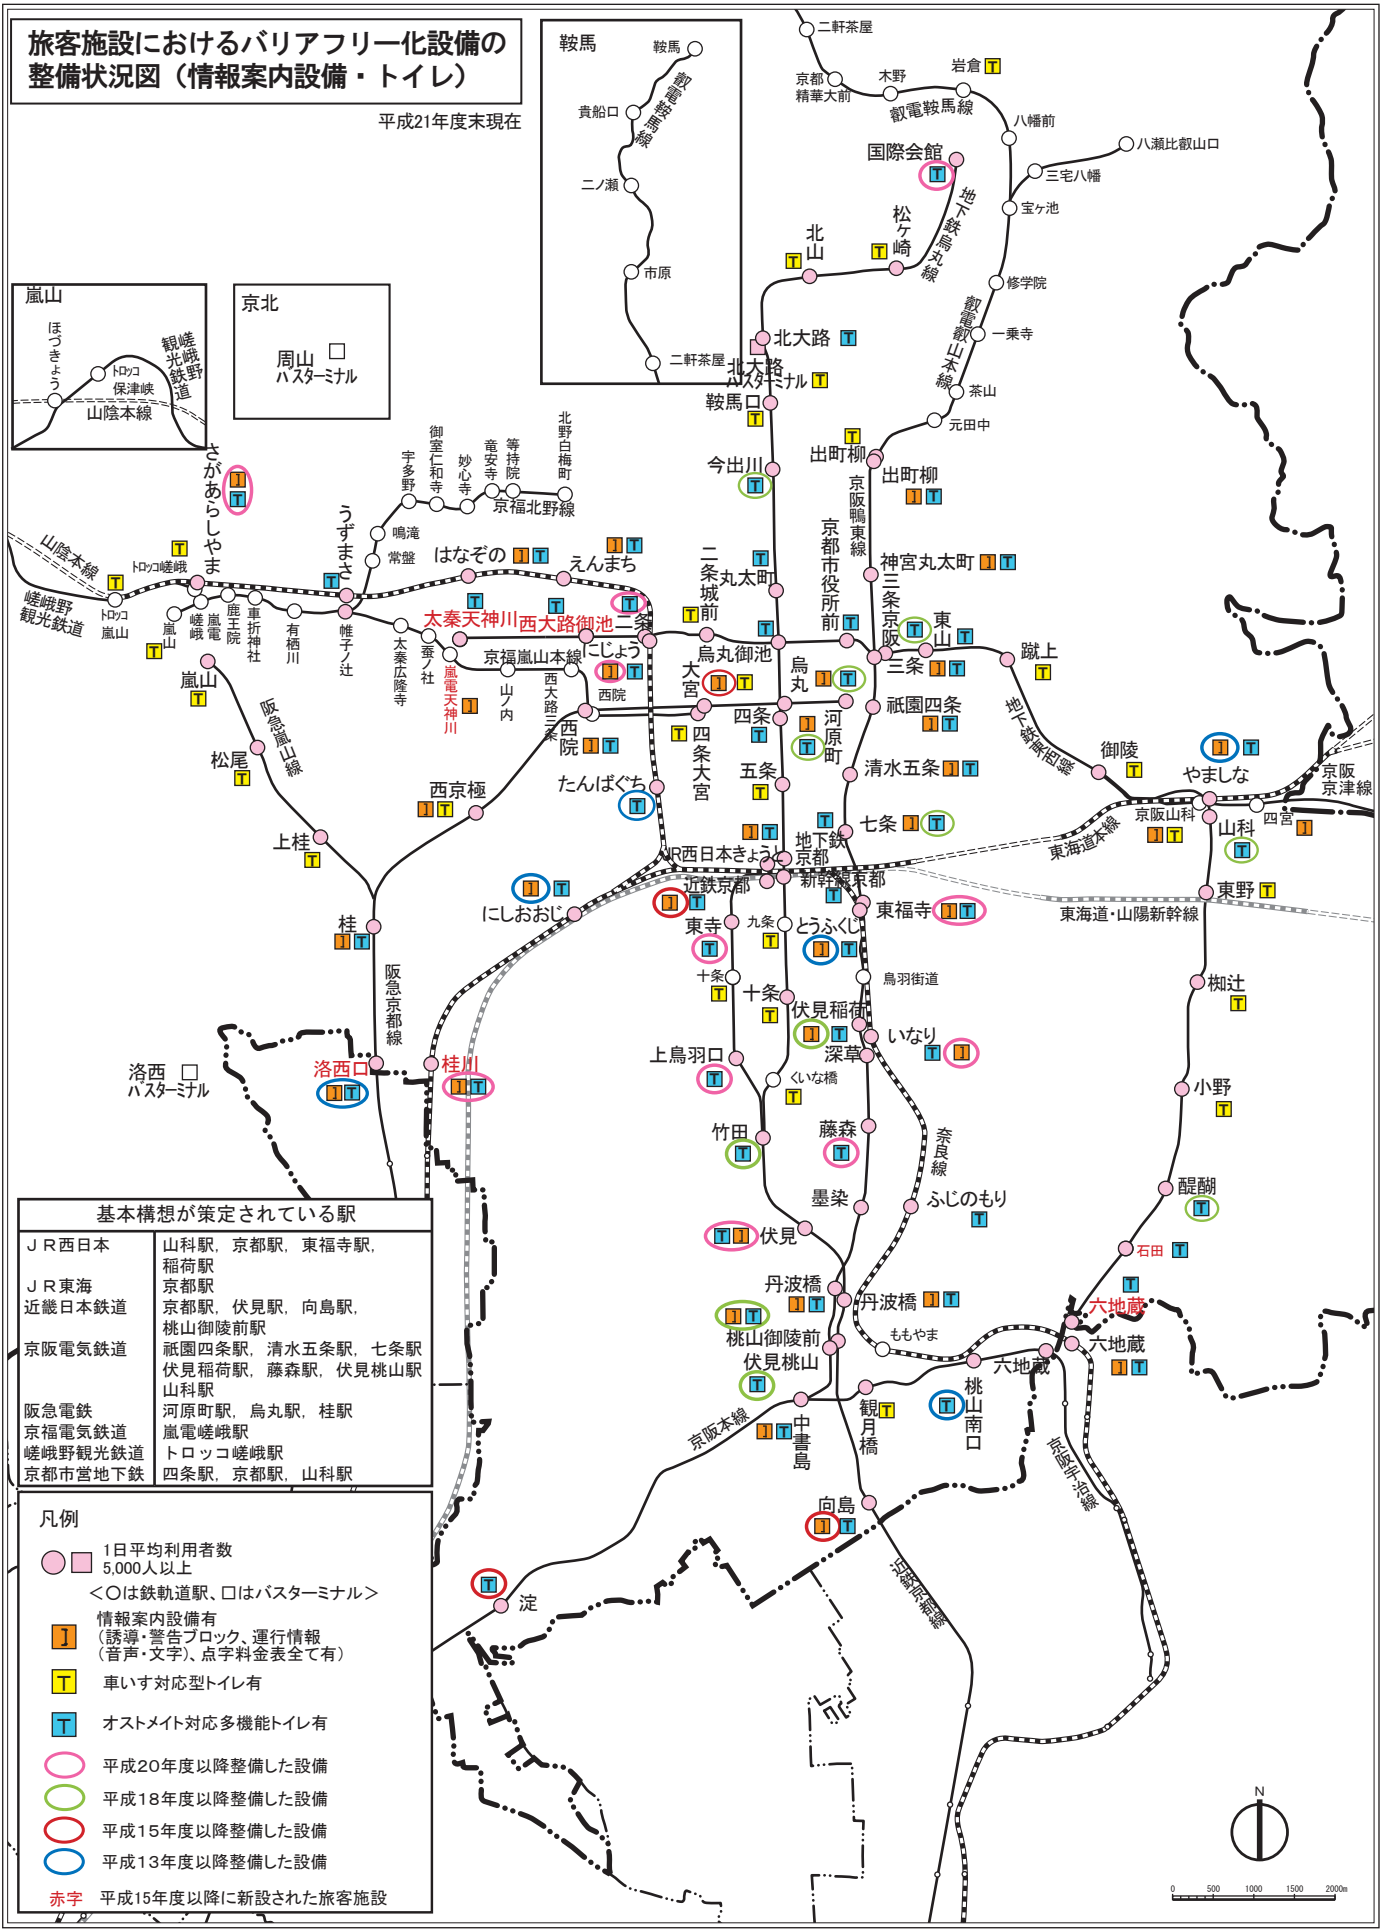 旅客施設におけるバリアフリー化設備の
整備状況図（情報案内設備・トイレ）
平成21年度末現在
鞍馬
鞍馬
叡電鞍馬線
貴船口
二ノ瀬
市原
二軒茶屋
二軒茶屋
京都
精華大前
木野
岩倉
T
叡電鞍馬線
八幡前
八瀬比叡山口
三宅八幡
宝ヶ池
修学院
一乗寺
叡電叡山本線
茶山
元田中
国際会館
T
地下鉄烏丸線
松ヶ崎
T
北山
T
北大路
T
北大路
バスターミナル
T
鞍馬口
T
今出川
T
出町柳
T
出町柳
T
京阪鴨東線
嵐山
ほづきょう
トロッコ
保津峡
嵯峨野
観光鉄道
山陰本線
京北
周山
バスターミナル
さがあらしやま
T
山陰本線
嵯峨野
観光鉄道
トロッコ嵯峨
T
T
トロッコ
嵐山
うずまさ
T
宇多野
御室仁和寺
妙心寺
竜安寺
等持院
北野白梅町
京福北野線
鳴滝
常盤
はなぞの
T
えんまち
T
二条城前
T
丸太町
T
京都市役所前
T
神宮丸太町
T
三条京阪
T
東山
T
三条
T
蹴上
T
嵐山
T
嵯峨
嵐電
鹿王院
車折神社
有栖川
帷子ノ辻
太秦広隆寺
蚕ノ社
太秦天神川
T
西大路御池
T
二条
T
にじょう
T
京福嵐山本線
嵐電天神川
山ノ内
西大路三条
西院
西院
T
大宮
T
四条大宮
T
烏丸御池
T
烏丸
T
四条
T
河原町
T
祇園四条
T
地下鉄東西線
御陵
T
やましな
T
京阪
京津線
京阪山科
T
四宮
山科
T
東海道本線
東野
T
東海道・山陽新幹線
嵐山
T
阪急嵐山線
松尾
T
上桂
T
西京極
T
桂
T
阪急京都線
たんばぐち
T
五条
T
清水五条
T
七条
T
T
地下鉄
京都
T
JR西日本きょうと
近鉄京都
T
新幹線京都
T
にしおおじ
T
東寺
T
九条
T
とうふくじ
T
東福寺
T
鳥羽街道
十条
T
十条
T
伏見稲荷
T
深草
いなり
T
上鳥羽口
T
くいな橋
T
竹田
T
藤森
T
奈良線
墨染
ふじのもり
T
伏見
T
丹波橋
T
丹波橋
T
桃山御陵前
T
伏見桃山
T
ももやま
中書島
T
観月橋
T
桃山南口
T
六地蔵
六地蔵
T
六地蔵
T
石田
T
醍醐
T
小野
T
椥辻
T
京阪宇治線
京阪本線
向島
T
近鉄京都線
淀
T
洛西
バスターミナル
洛西口
T
桂川
T
基本構想が策定されている駅
ＪＲ西日本 山科駅，京都駅，東福寺駅，
稲荷駅
ＪＲ東海 京都駅
近畿日本鉄道 京都駅，伏見駅，向島駅，
桃山御陵前駅
京阪電気鉄道 祇園四条駅，清水五条駅，七条駅
伏見稲荷駅，藤森駅，伏見桃山駅
山科駅
阪急電鉄 河原町駅，烏丸駅，桂駅
京福電気鉄道 嵐電嵯峨駅
嵯峨野観光鉄道 トロッコ嵯峨駅
京都市営地下鉄 四条駅，京都駅，山科駅
凡例
1日平均利用者数
5,000人以上
＜○は鉄軌道駅、□はバスターミナル＞
情報案内設備有
（誘導・警告ブロック、運行情報
（音声・文字）、点字料金表全て有）
T 車いす対応型トイレ有
T オストメイト対応多機能トイレ有
平成20年度以降整備した設備
平成18年度以降整備した設備
平成15年度以降整備した設備
平成13年度以降整備した設備
赤字 平成15年度以降に新設された旅客施設
N
0 500 1000 1500 2000m